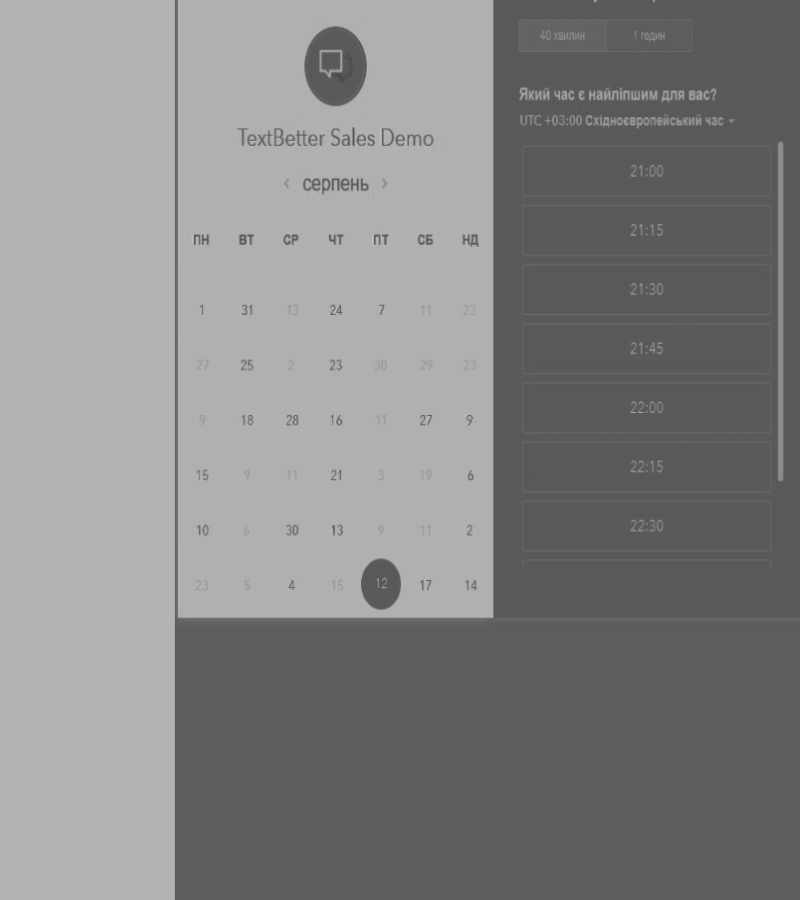 TextBetter Sales Demo
‹ серпень ›
ПН ВТ СР ЧТ ПТ СБ НД
1 31 13 24 7 11 23
27 25 2 23 30 29 23
9 18 28 16 11 27 9
15 9 11 21 3 19 6
10 6 30 13 9 11 2
23 5 4 15 12 17 14
40 хвилин 1 годин
Який час є найліпшим для вас?
UTC +03:00 Східноєвропейський час
21:00
21:15
21:30
21:45
22:00
22:15
22:30